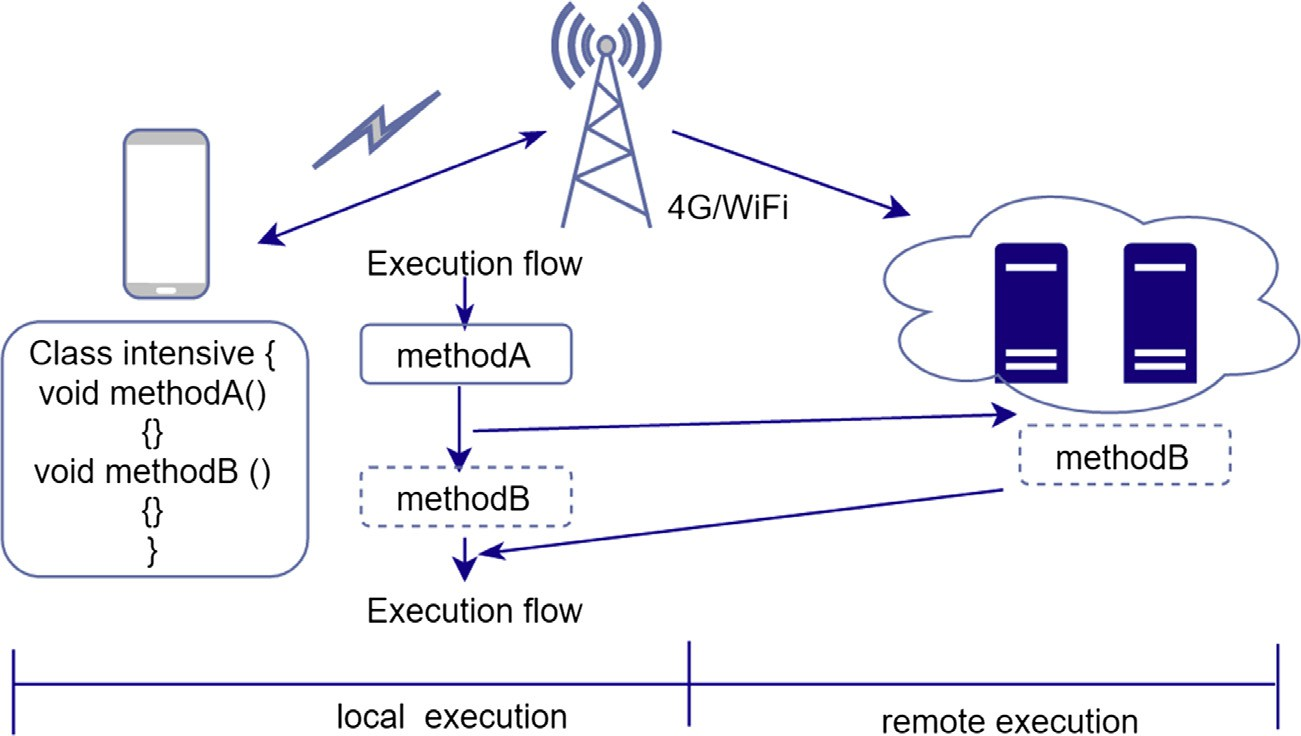 4G/WiFi
Execution flow
Class intensive {
void methodA()
{}
void methodB ()
{}
}
methodA
methodB
methodB
Execution flow
local execution
remote execution